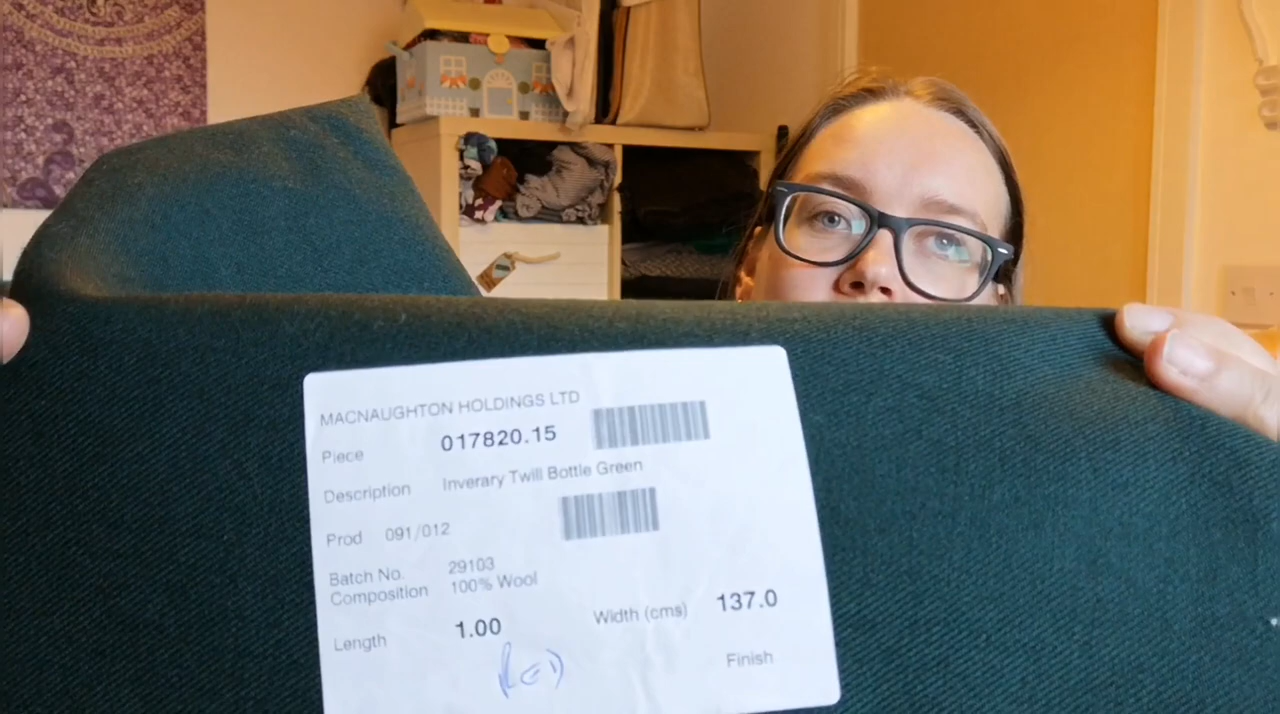 MACNAUGHTON HOLDINGS LTD
Piece 017820.15
Description Inverary Twill Bottle Green
Prod 091/012
Batch No. 29103
Composition 100% Wool
Length 1.00 Width (cms) 137.0
Finish